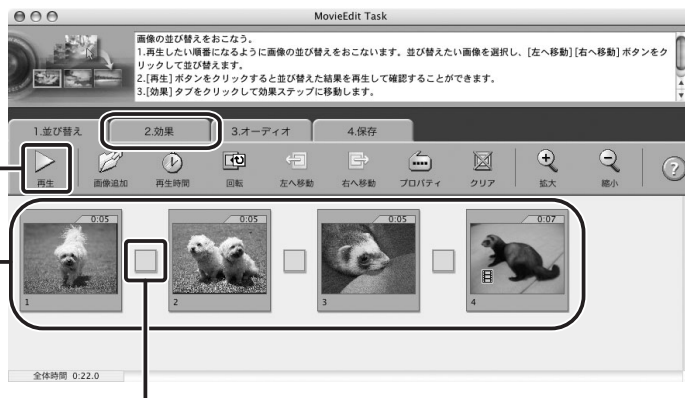 MovieEdit Task
画像の並び替えをおこなう。
1.再生したい順番になるように画像の並び替えをおこないます。並び替えたい画像を選択し、[左へ移動] [右へ移動] ボタンをク
リックして並び替えます。
2.[再生] ボタンをクリックすると並び替えた結果を再生して確認することができます。
3.[効果] タブをクリックして効果ステップに移動します。
1.並び替え 2.効果 3.オーディオ 4.保存
再生 画像追加 再生時間 回転 左へ移動 右へ移動 プロパティ クリア 拡大 縮小 ?
0:05 0:05 0:05 0:07
1 2 3 4
全体時間 0:22.0